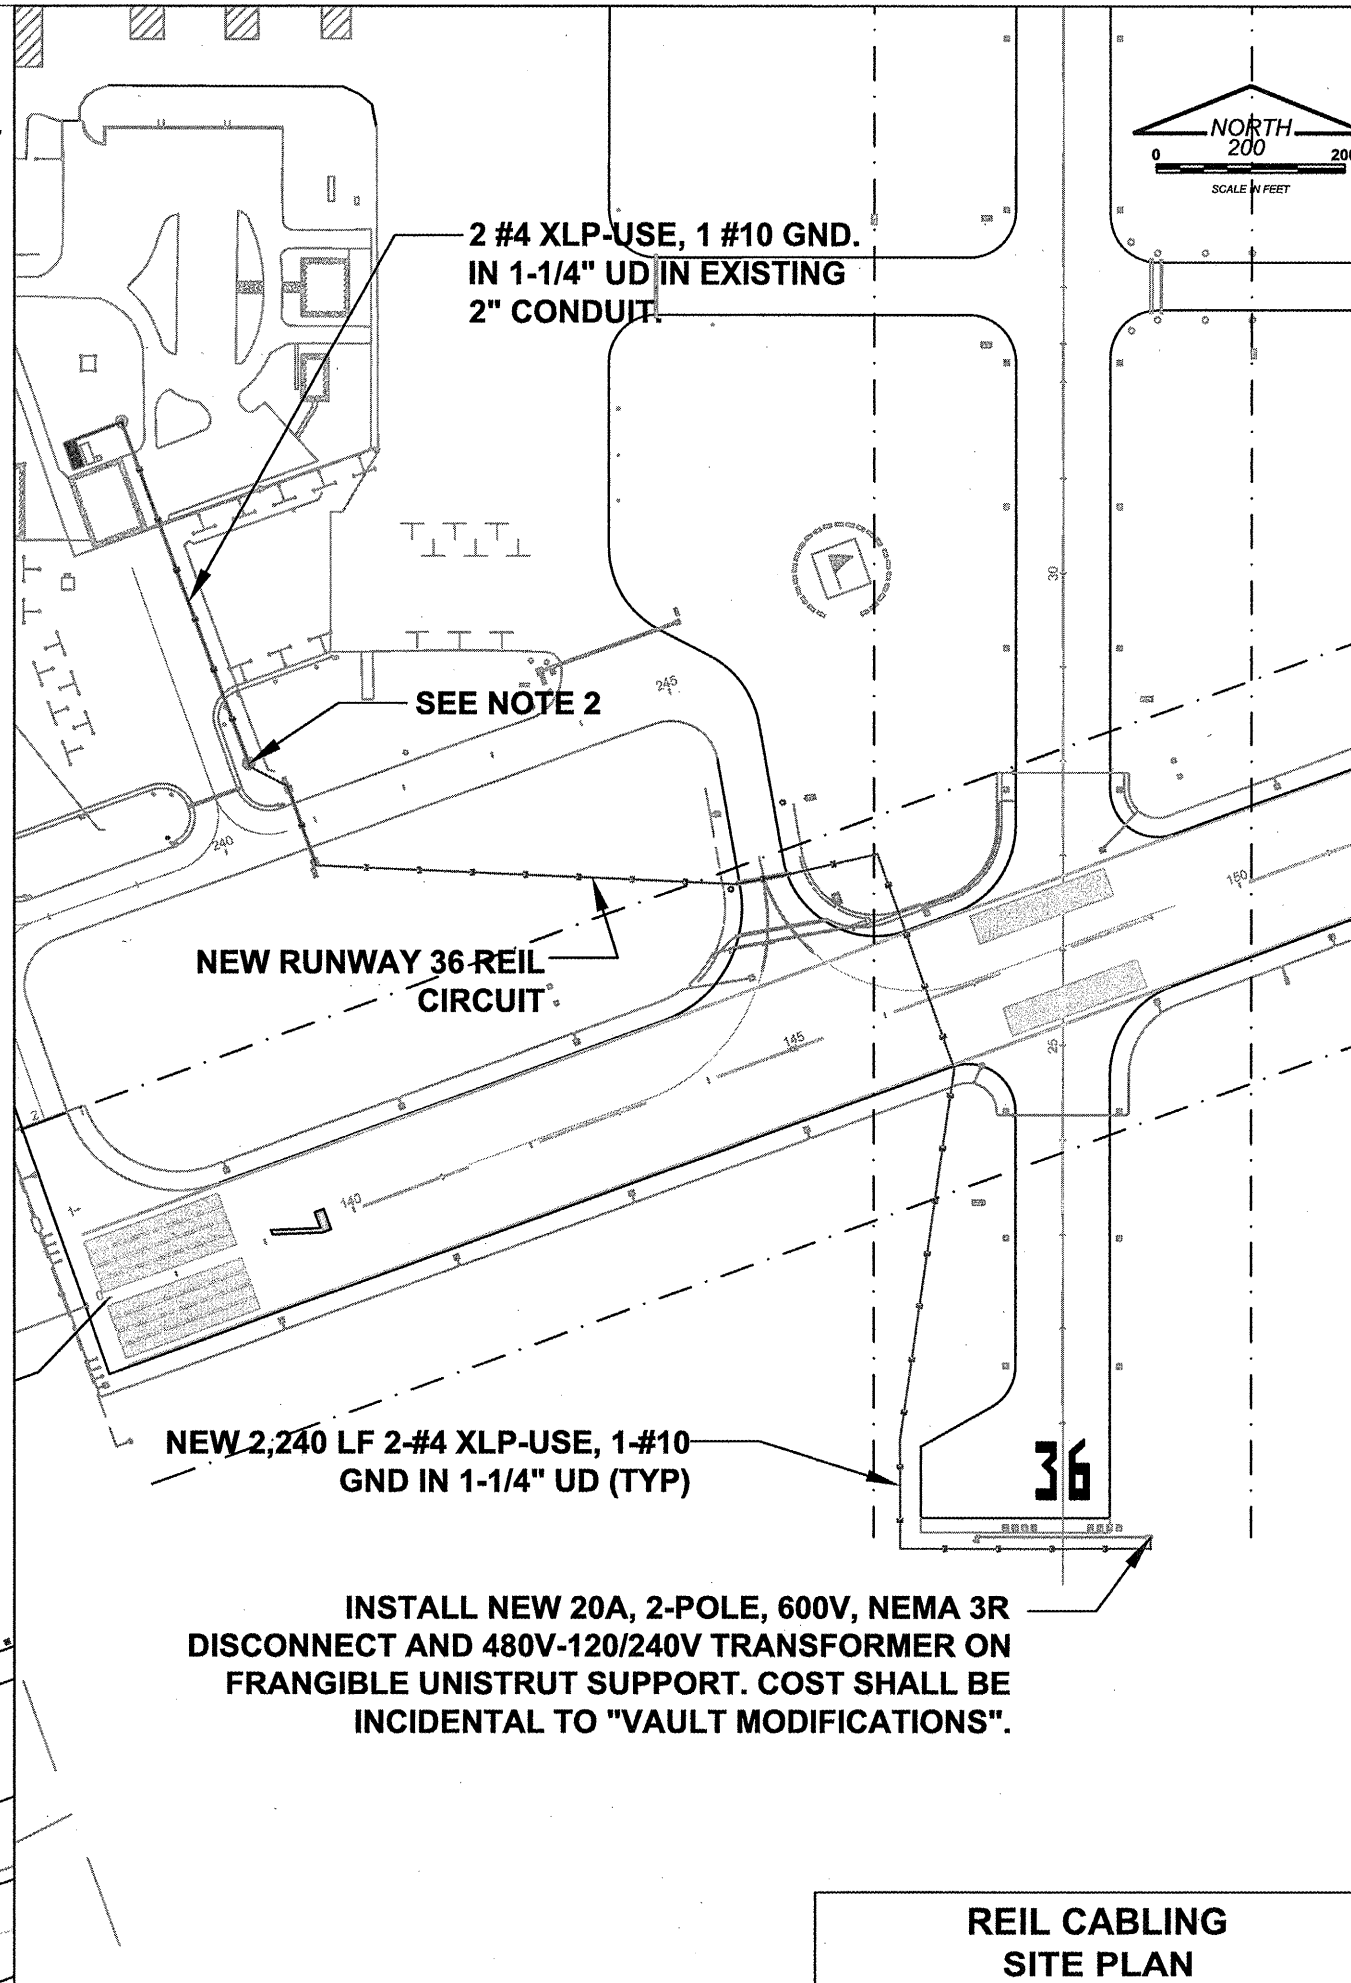 NORTH
200
0 200
SCALE IN FEET
2 #4 XLP-USE, 1 #10 GND.
IN 1-1/4" UD IN EXISTING
2" CONDUIT.
30
245
SEE NOTE 2
240
150
NEW RUNWAY 36 REIL
CIRCUIT
145
25
140
7
NEW 2,240 LF 2-#4 XLP-USE, 1-#10
GND IN 1-1/4" UD (TYP)
36
INSTALL NEW 20A, 2-POLE, 600V, NEMA 3R
DISCONNECT AND 480V-120/240V TRANSFORMER ON
FRANGIBLE UNISTRUT SUPPORT. COST SHALL BE
INCIDENTAL TO "VAULT MODIFICATIONS".
REIL CABLING
SITE PLAN